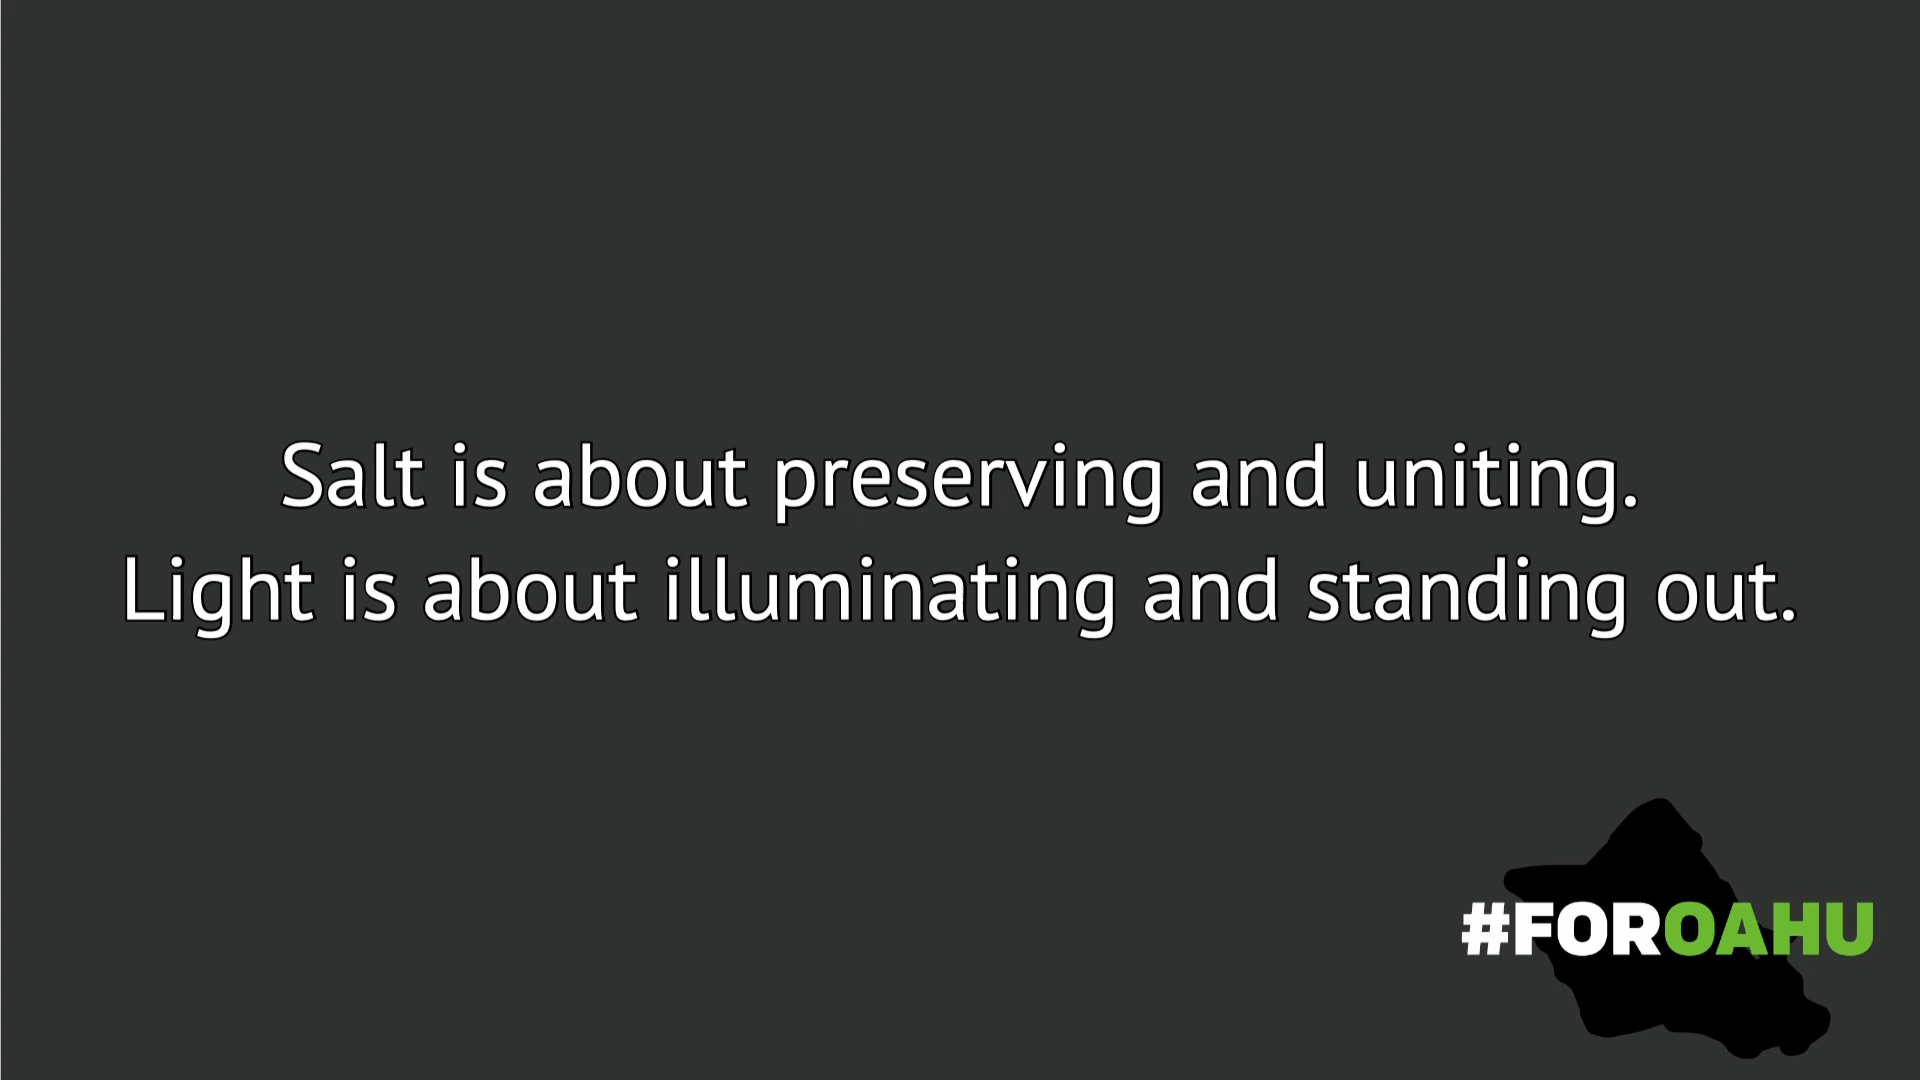 Salt is about preserving and uniting.
Light is about illuminating and standing out.
#FOROAHU